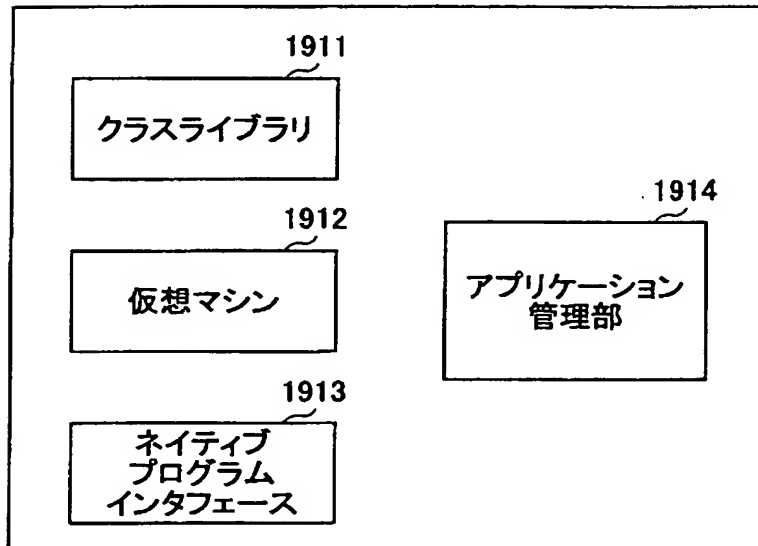 1911
クラスライブラリ
1912
仮想マシン
1913
ネイティブ
プログラム
インタフェース
1914
アプリケーション
管理部